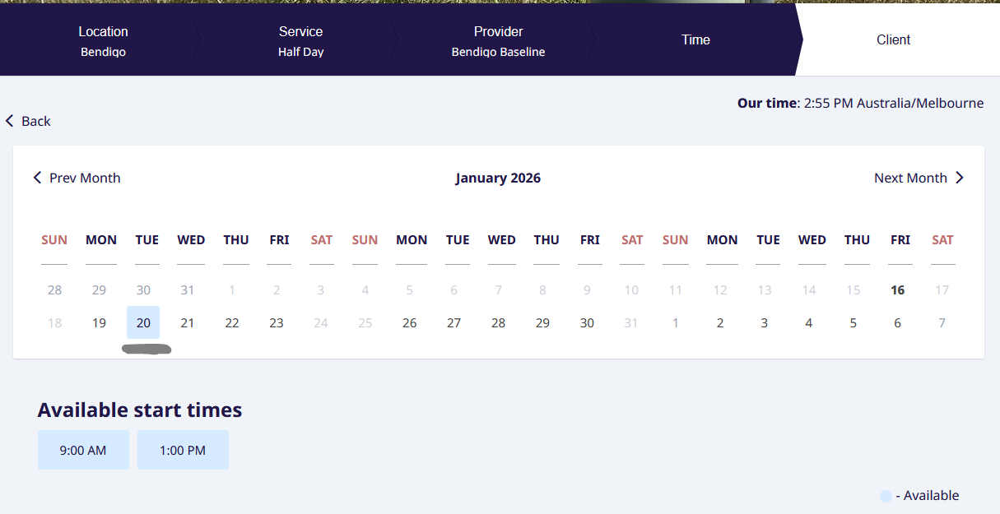 Location Service Provider Time Client
Bendigo Half Day Bendigo Baseline
Our time: 2:55 PM Australia/Melbourne
Back
Prev Month January 2026 Next Month
SUN MON TUE WED THU FRI SAT SUN MON TUE WED THU FRI SAT SUN MON TUE WED THU FRI SAT
28 29 30 31 1 2 3 4 5 6 7 8 9 10 11 12 13 14 15 16 17
18 19 20 21 22 23 24 25 26 27 28 29 30 31 1 2 3 4 5 6 7
Available start times
9:00 AM 1:00 PM
- Available